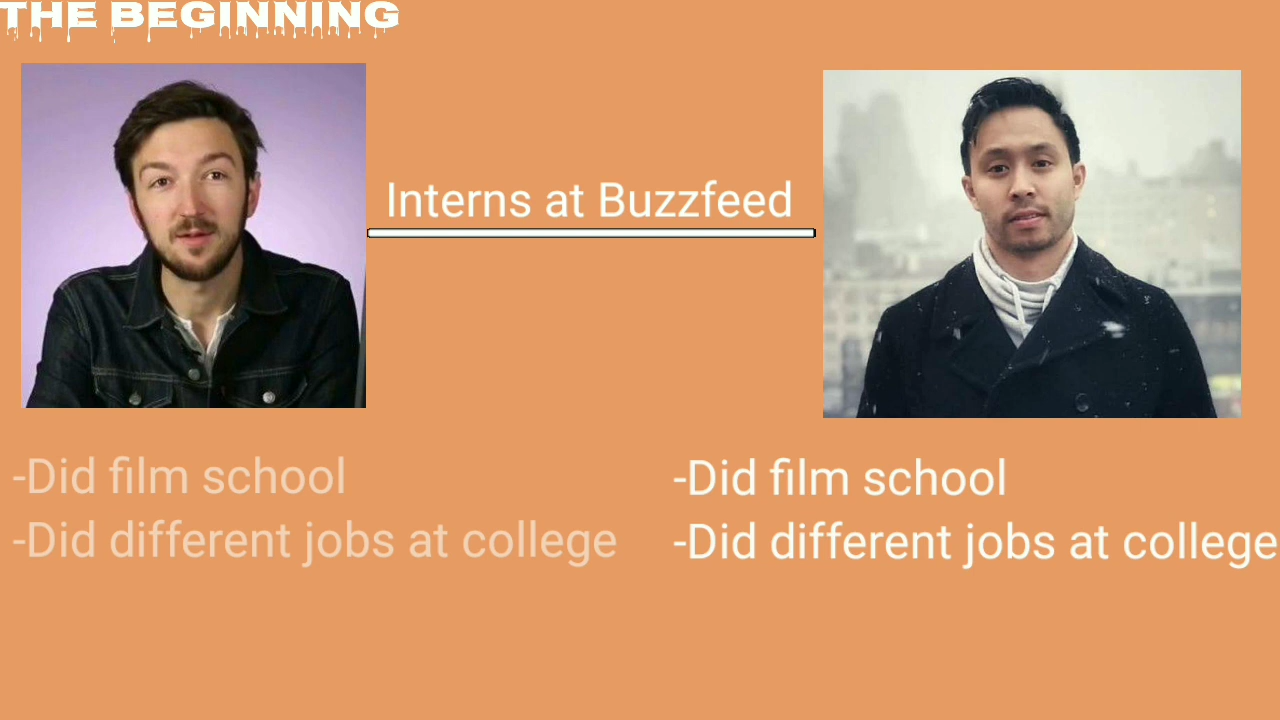 THE BEGINNING
Interns at Buzzfeed
-Did film school
-Did different jobs at college
-Did film school
-Did different jobs at college